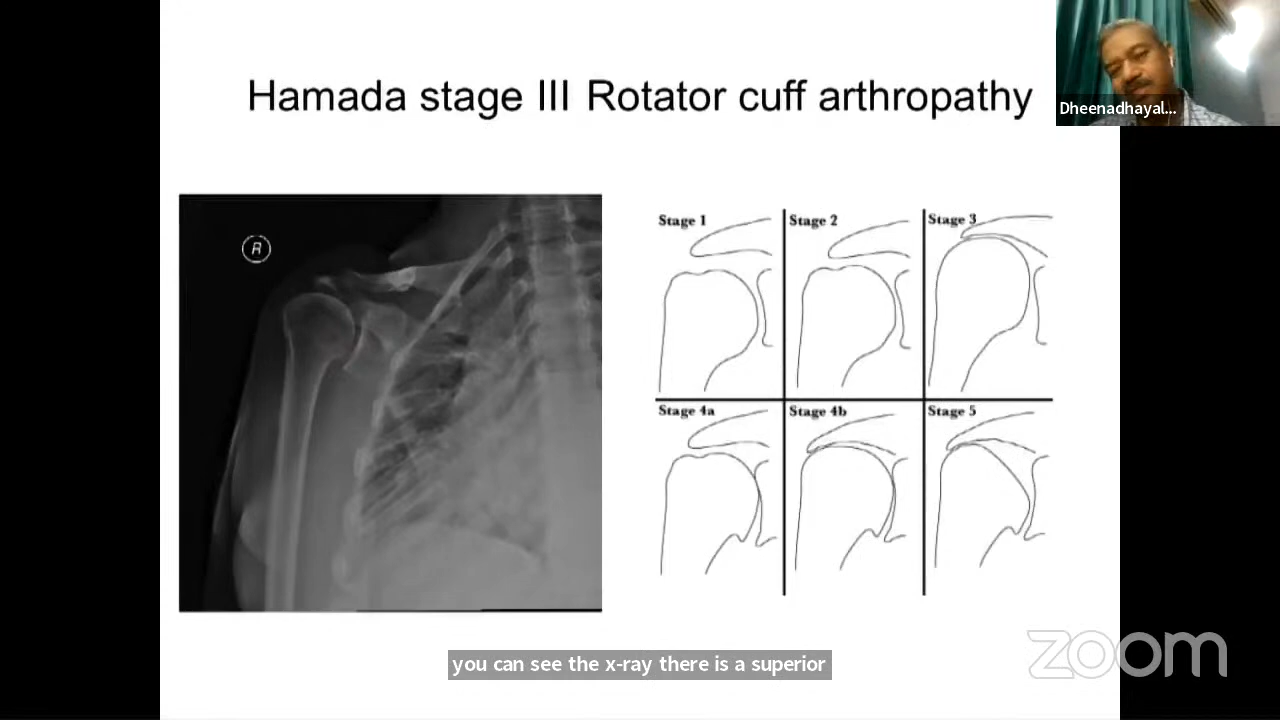 Hamada stage III Rotator cuff arthropathy
Dheenadhayal...
R
Stage 1
Stage 2
Stage 3
Stage 4a
Stage 4b
Stage 5
you can see the x-ray there is a superior
zoom